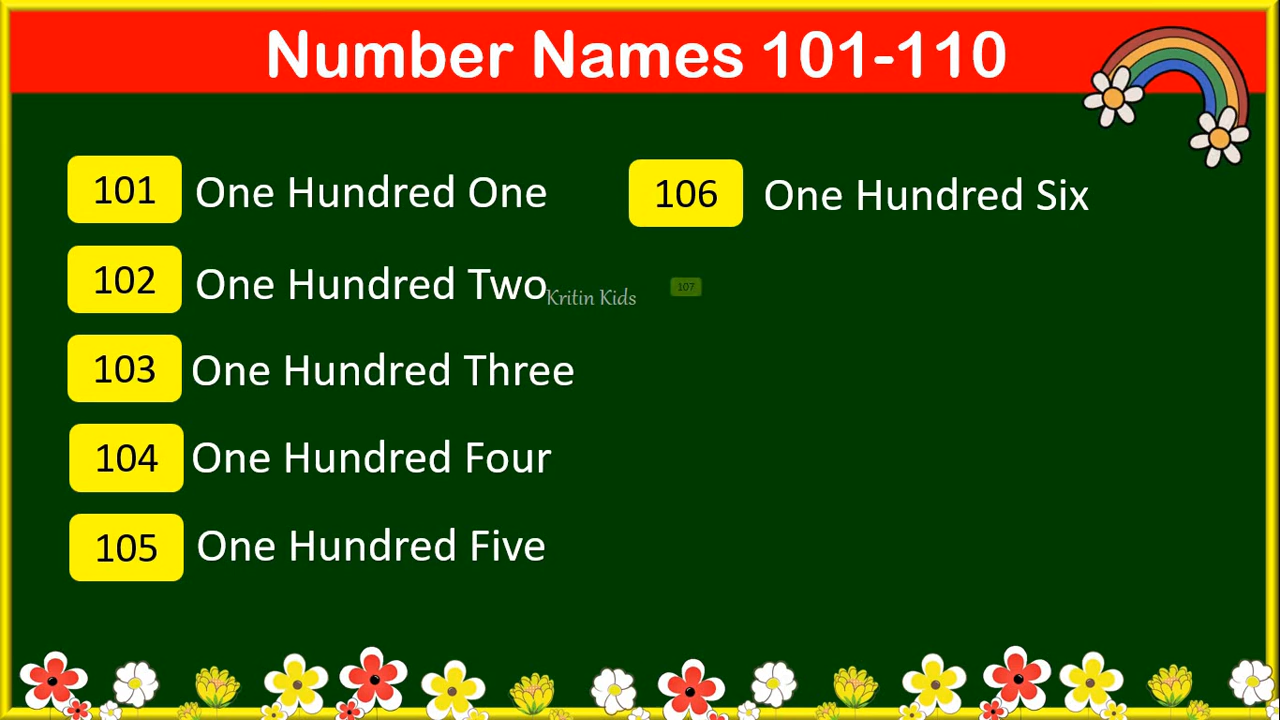 Number Names 101-110
101 One Hundred One
102 One Hundred Two
103 One Hundred Three
104 One Hundred Four
105 One Hundred Five
106 One Hundred Six
107
Kritin Kids